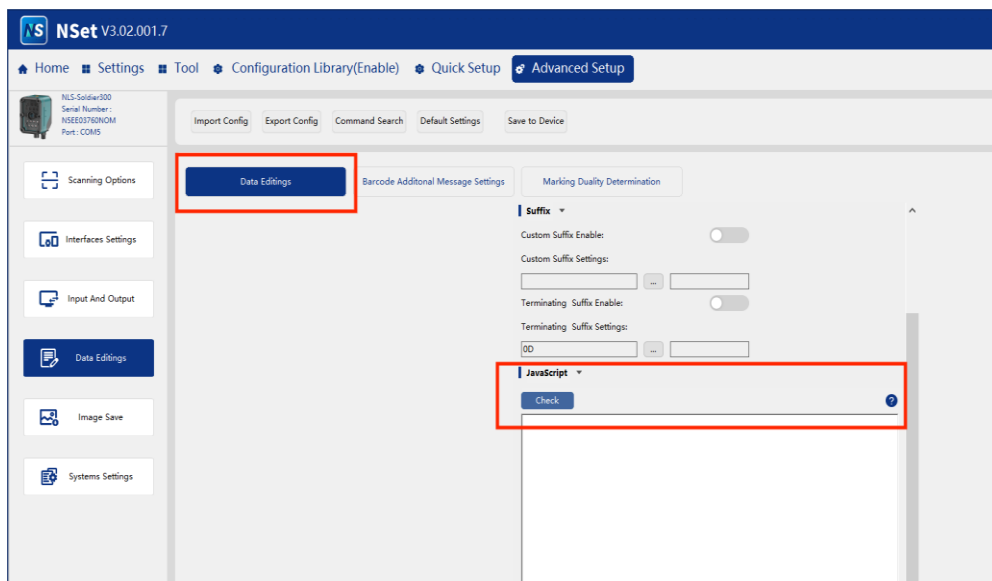 NS NSet V3.02.001.7
Home Settings Tool Configuration Library(Enable) Quick Setup Advanced Setup
NLS-Soldier300
Serial Number :
NSEE03760NOM
Port : COM5
Import Config Export Config Command Search Default Settings Save to Device
Scanning Options
Interfaces Settings
Input And Output
Data Editings
Image Save
Systems Settings
Data Editings Barcode Additonal Message Settings Marking Duality Determination
Suffix
Custom Suffix Enable:
Custom Suffix Settings:
...
Terminating Suffix Enable:
Terminating Suffix Settings:
0D ...
JavaScript
Check ?